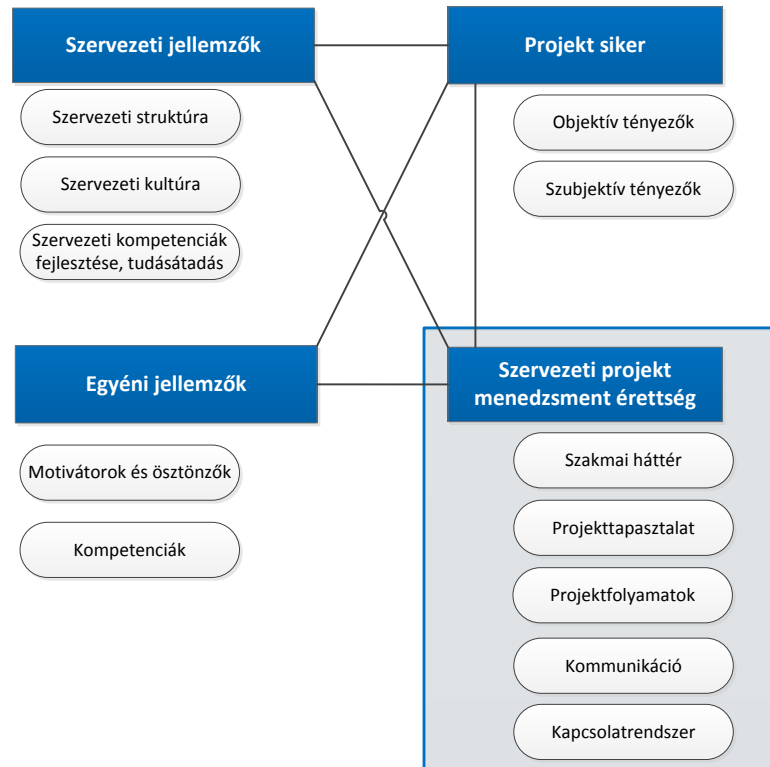 Szervezeti jellemzők
Szervezeti struktúra
Szervezeti kultúra
Szervezeti kompetenciák
fejlesztése, tudásátadás
Projekt siker
Objektív tényezők
Szubjektív tényezők
Egyéni jellemzők
Motivátorok és ösztönzők
Kompetenciák
Szervezeti projekt
menedzsment érettség
Szakmai háttér
Projekttapasztalat
Projektfolyamatok
Kommunikáció
Kapcsolatrendszer